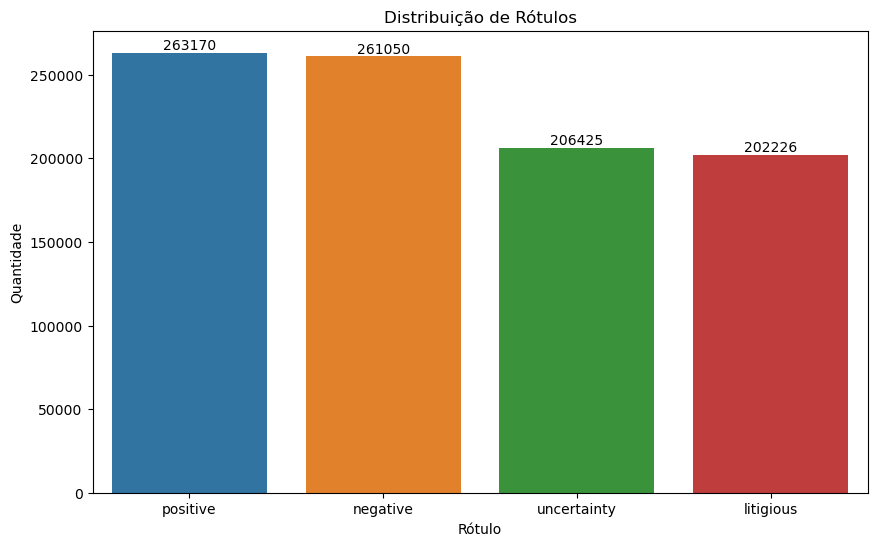 Distribuição de Rótulos
263170
261050
206425
202226
250000
200000
150000
100000
50000
0
Quantidade
positive
negative
uncertainty
litigious
Rótulo